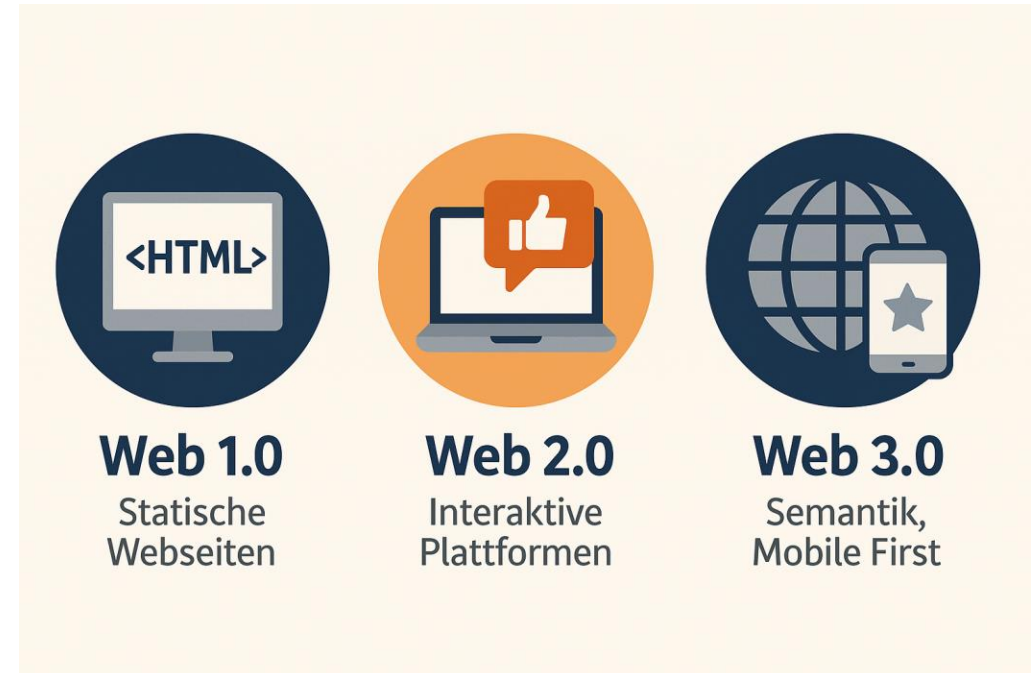 <HTML>
Web 1.0
Statische
Webseiten
Web 2.0
Interaktive
Plattformen
Web 3.0
Semantik,
Mobile First